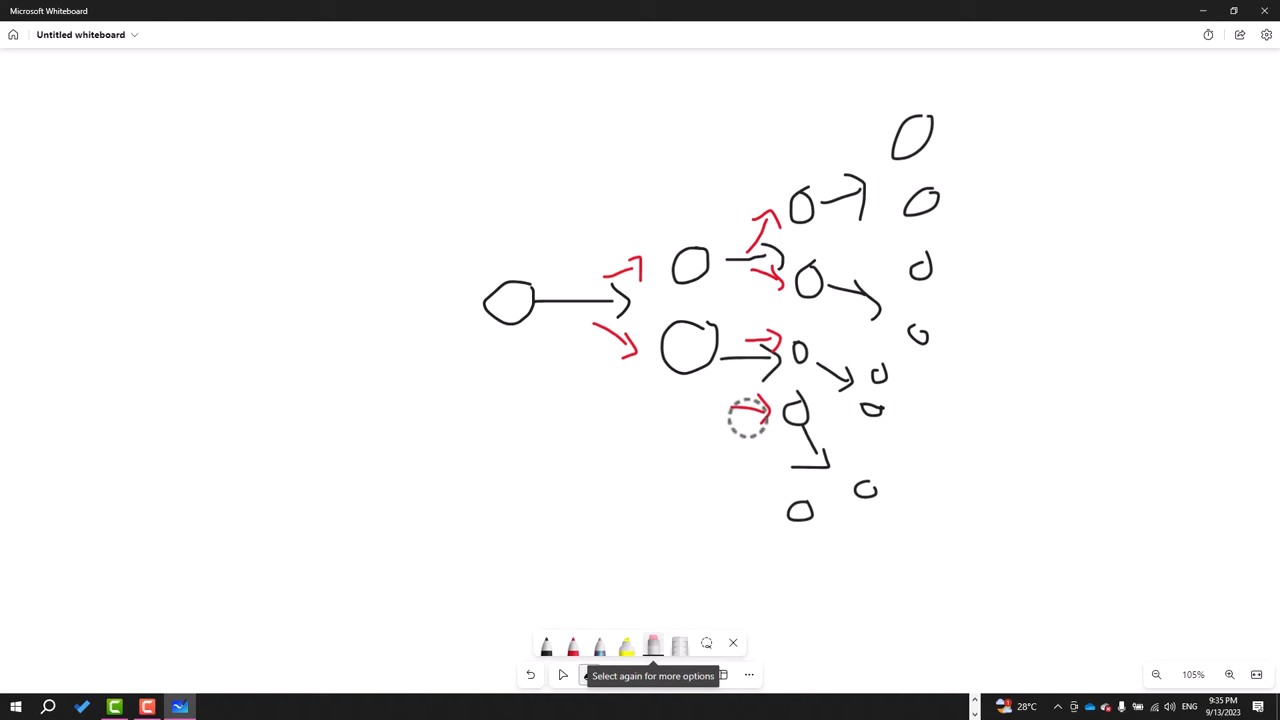 Microsoft Whiteboard
Untitled whiteboard
Select again for more options
105%
28°C
ENG
9:35 PM
9/13/2023